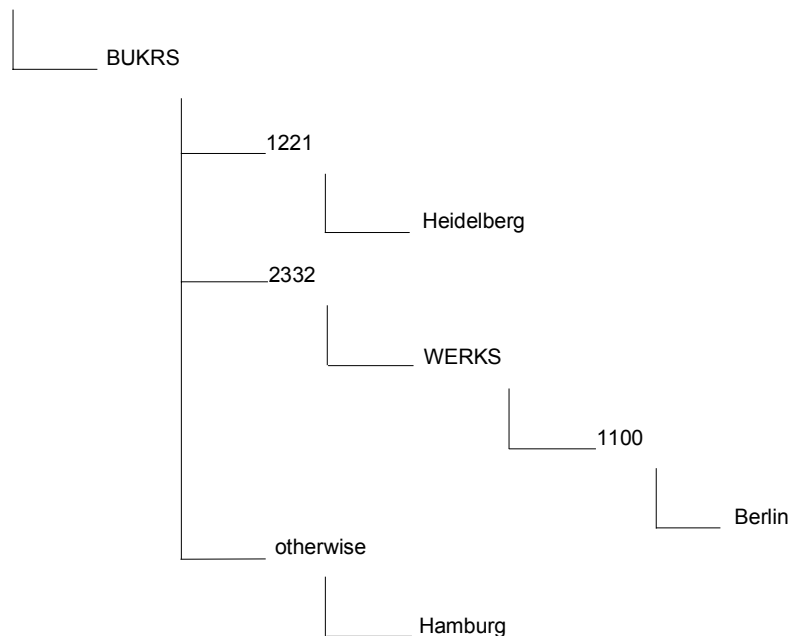 BUKRS
1221
Heidelberg
2332
WERKS
1100
Berlin
otherwise
Hamburg